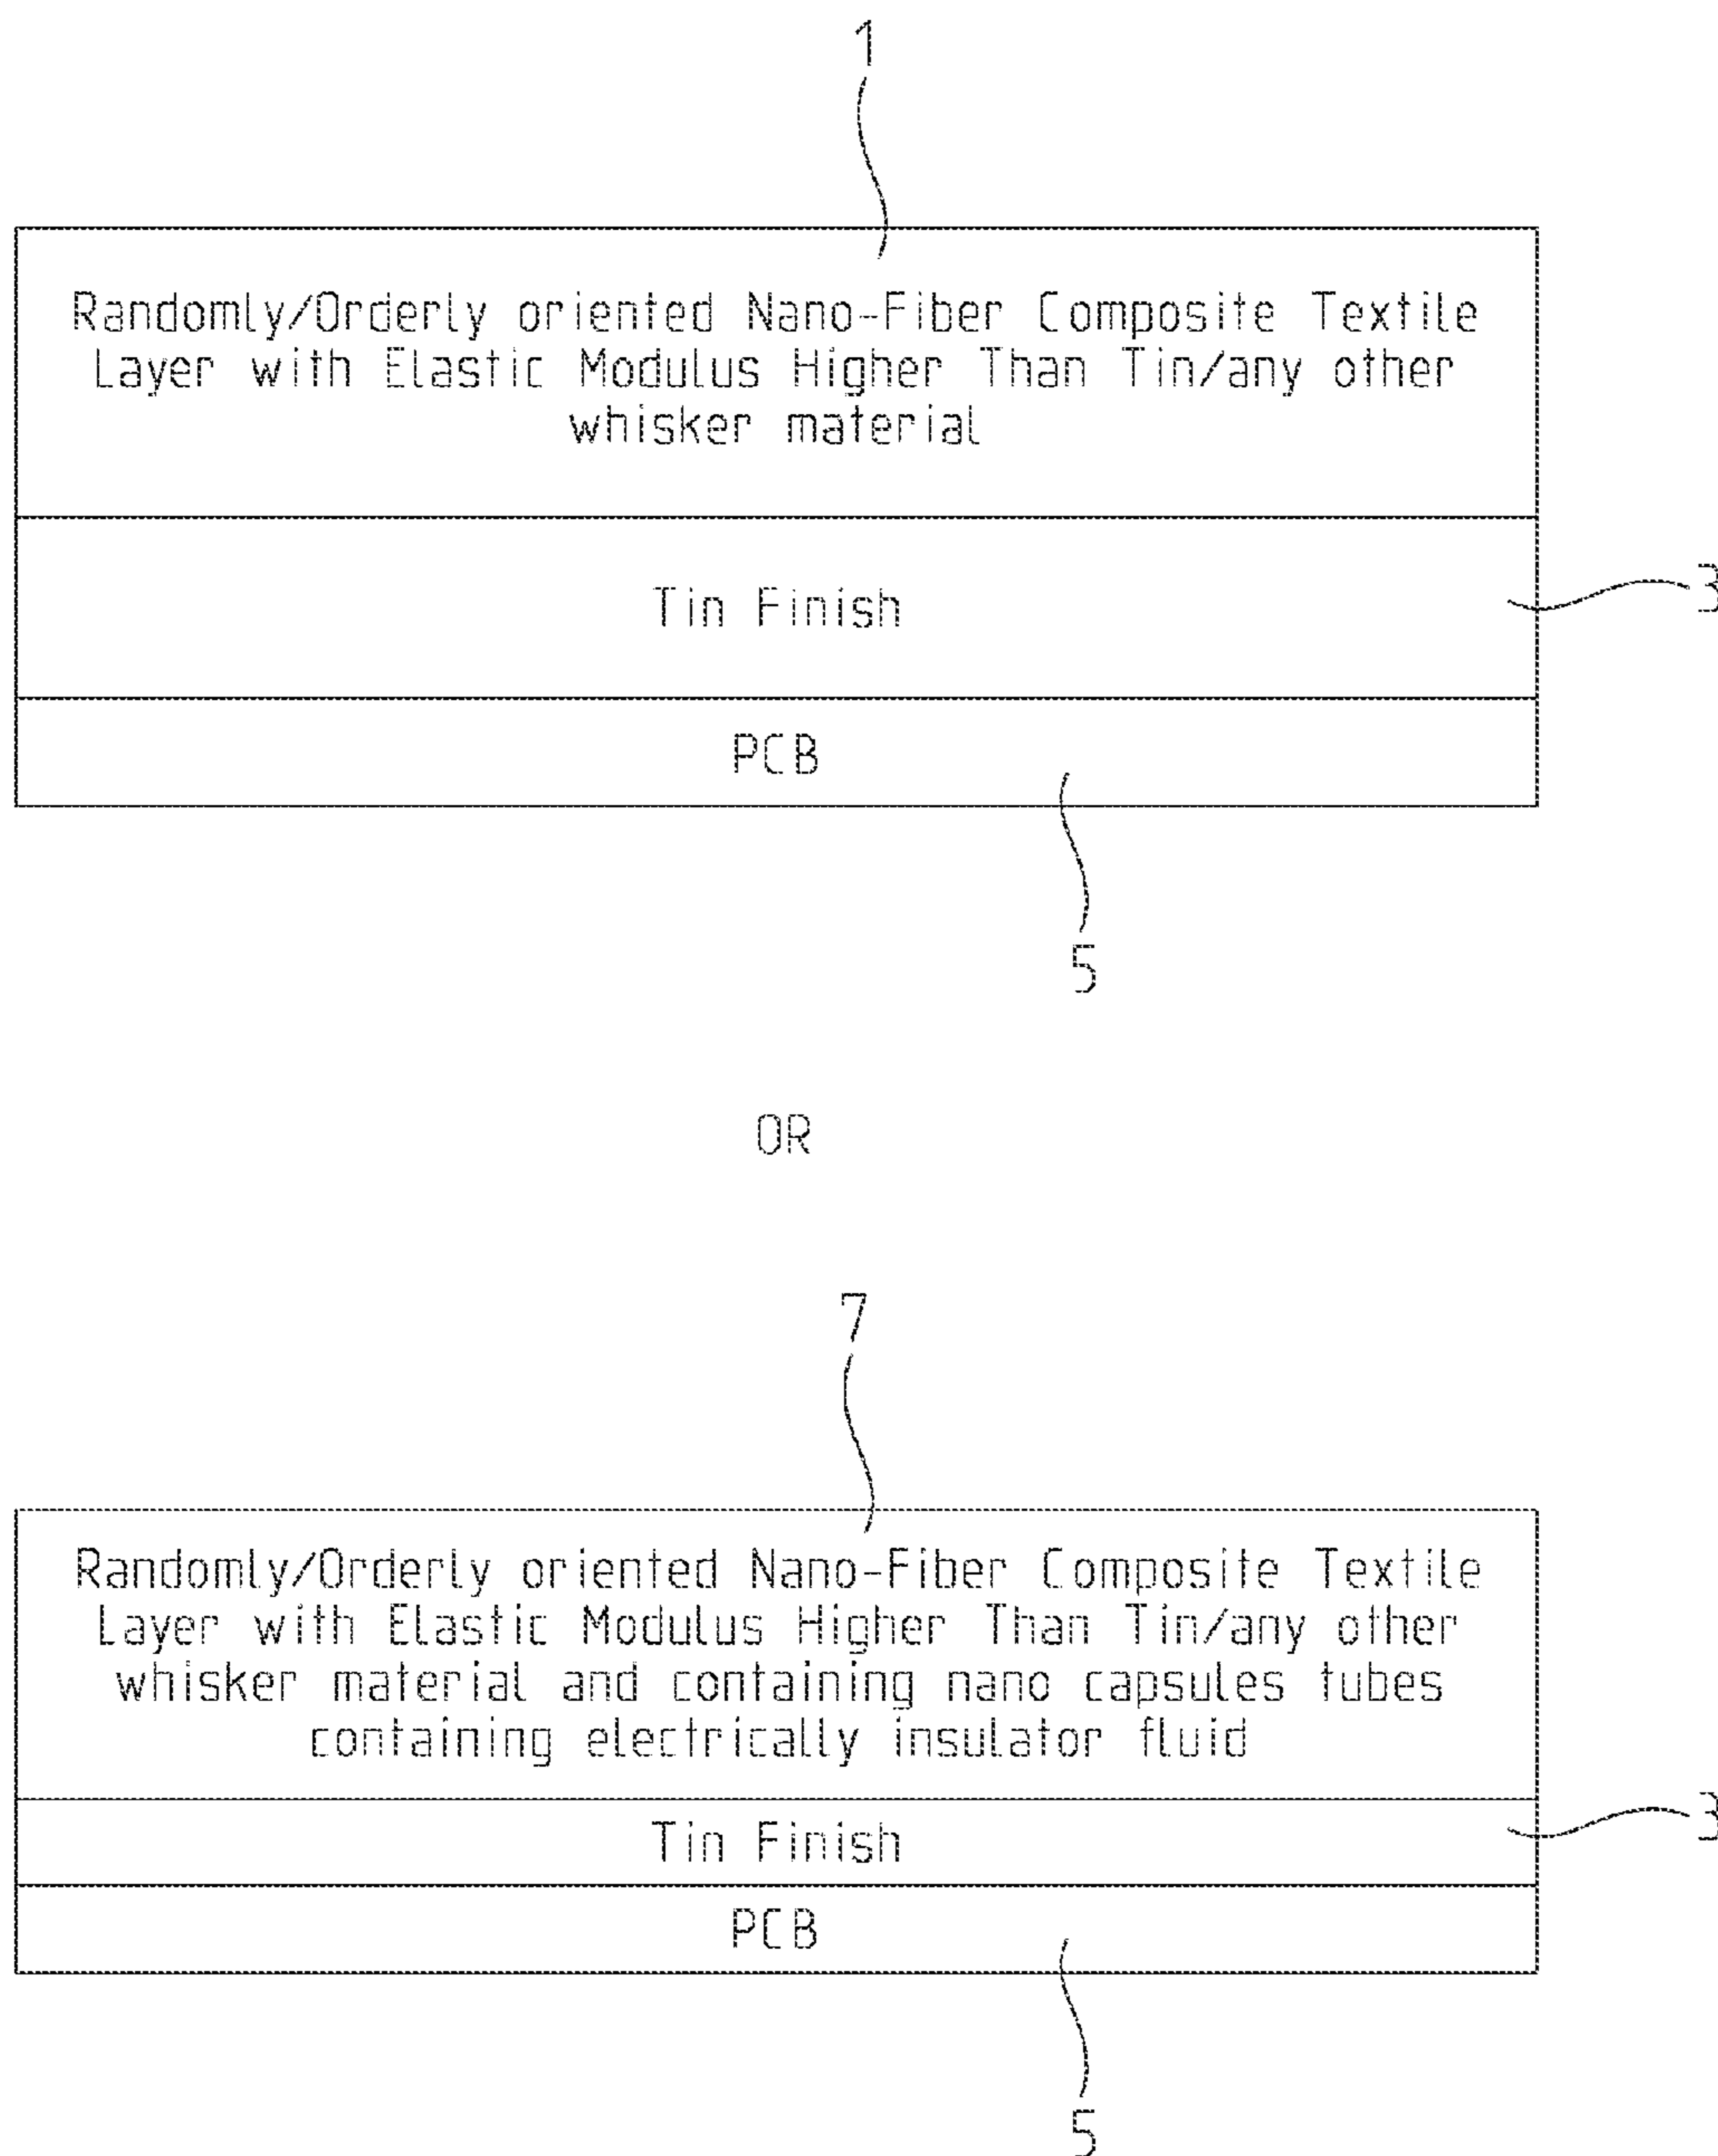 1
Randomly/Orderly oriented Nano-Fiber Composite Textile
Layer with Elastic Modulus Higher Than Tin/any other
whisker material
Tin Finish
3
PCB
5
OR
7
Randomly/Orderly oriented Nano-Fiber Composite Textile
Layer with Elastic Modulus Higher Than Tin/any other
whisker material and containing nano capsules tubes
containing electrically insulator fluid
Tin Finish
3
PCB
5